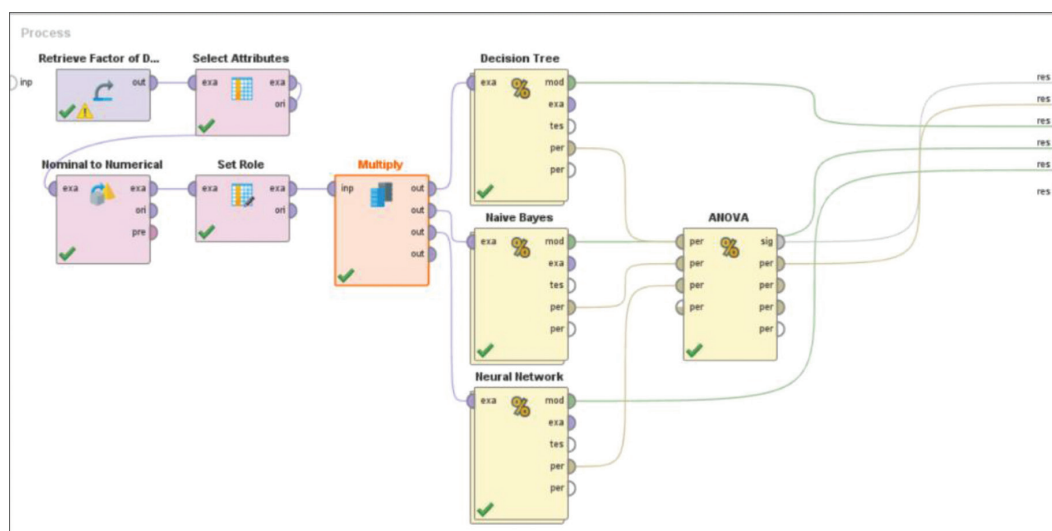 Process
Retrieve Factor of D...
Select Attributes
Decision Tree
inp
out
exa
exa
ori
exa
mod
exa
tes
per
per
res
res
res
res
res
res
Nominal to Numerical
Set Role
Multiply
exa
exa
ori
pre
exa
exa
ori
inp
out
out
out
out
Naive Bayes
exa
mod
exa
tes
per
per
ANOVA
per
per
per
per
sig
per
per
per
per
Neural Network
exa
mod
exa
tes
per
per